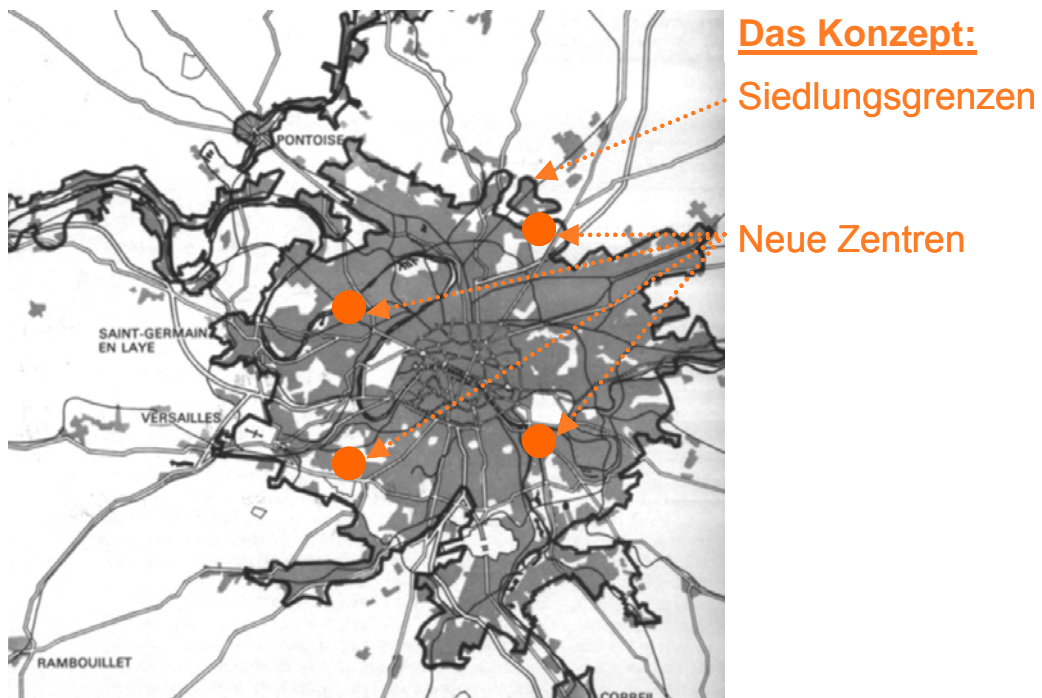 Das Konzept:
Siedlungsgrenzen
Neue Zentren
PONTOISE
SAINT-GERMAIN
EN LAYE
VERSAILLES
RAMBOUILLET
CORBEIL